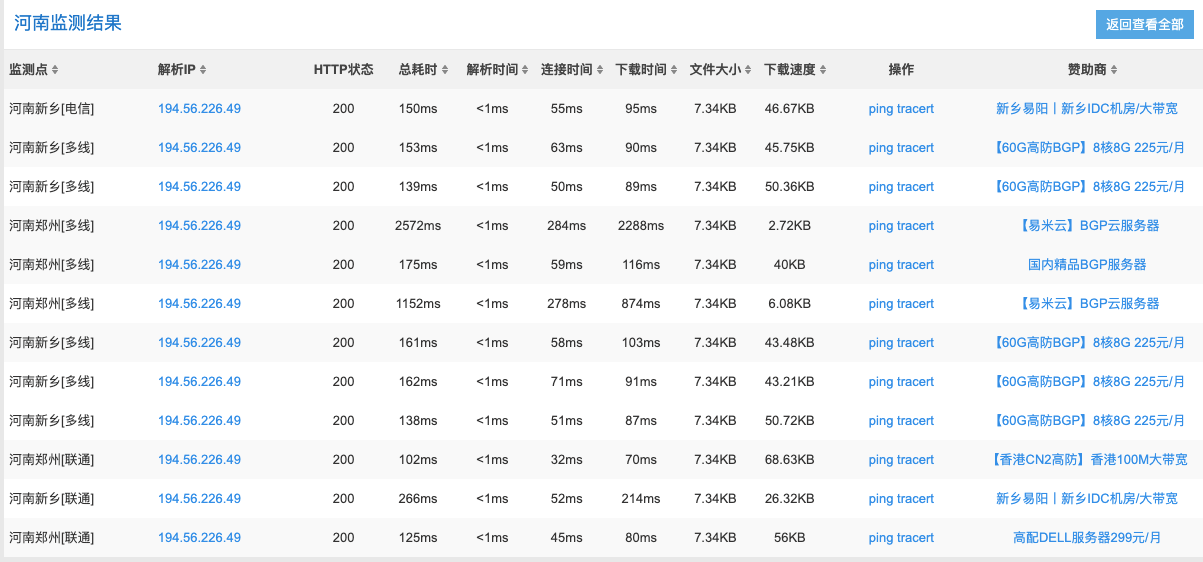 河南监测结果
返回查看全部
监测点 解析IP HTTP状态 总耗时 解析时间 连接时间 下载时间 文件大小 下载速度 操作 赞助商
河南新乡[电信] 194.56.226.49 200 150ms <1ms 55ms 95ms 7.34KB 46.67KB ping tracert 新乡易阳丨新乡IDC机房/大带宽
河南新乡[多线] 194.56.226.49 200 153ms <1ms 63ms 90ms 7.34KB 45.75KB ping tracert 【60G高防BGP】8核8G 225元/月
河南新乡[多线] 194.56.226.49 200 139ms <1ms 50ms 89ms 7.34KB 50.36KB ping tracert 【60G高防BGP】8核8G 225元/月
河南郑州[多线] 194.56.226.49 200 2572ms <1ms 284ms 2288ms 7.34KB 2.72KB ping tracert 【易米云】BGP云服务器
河南郑州[多线] 194.56.226.49 200 175ms <1ms 59ms 116ms 7.34KB 40KB ping tracert 国内精品BGP服务器
河南郑州[多线] 194.56.226.49 200 1152ms <1ms 278ms 874ms 7.34KB 6.08KB ping tracert 【易米云】BGP云服务器
河南新乡[多线] 194.56.226.49 200 161ms <1ms 58ms 103ms 7.34KB 43.48KB ping tracert 【60G高防BGP】8核8G 225元/月
河南新乡[多线] 194.56.226.49 200 162ms <1ms 71ms 91ms 7.34KB 43.21KB ping tracert 【60G高防BGP】8核8G 225元/月
河南新乡[多线] 194.56.226.49 200 138ms <1ms 51ms 87ms 7.34KB 50.72KB ping tracert 【60G高防BGP】8核8G 225元/月
河南郑州[联通] 194.56.226.49 200 102ms <1ms 32ms 70ms 7.34KB 68.63KB ping tracert 【香港CN2高防】香港100M大带宽
河南新乡[联通] 194.56.226.49 200 266ms <1ms 52ms 214ms 7.34KB 26.32KB ping tracert 新乡易阳丨新乡IDC机房/大带宽
河南郑州[联通] 194.56.226.49 200 125ms <1ms 45ms 80ms 7.34KB 56KB ping tracert 高配DELL服务器299元/月